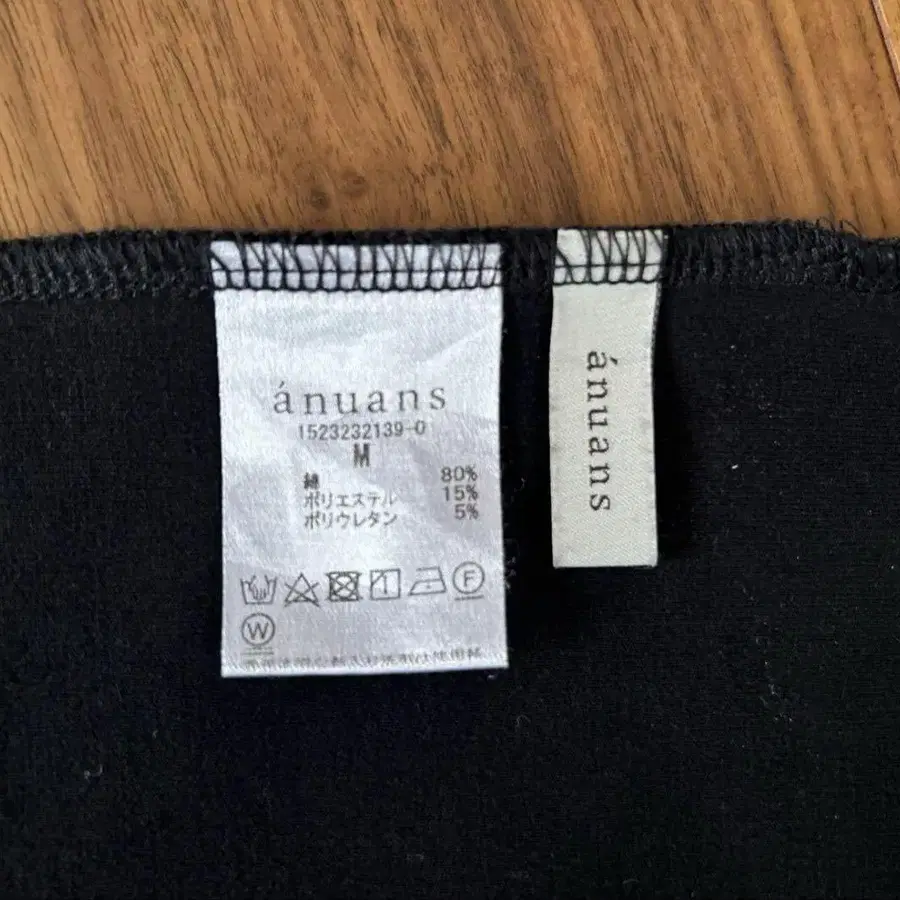 ánuans
1523232139-0
M
綿 80%
ポリエステル 15%
ポリウレタン 5%
F
W
ánuans